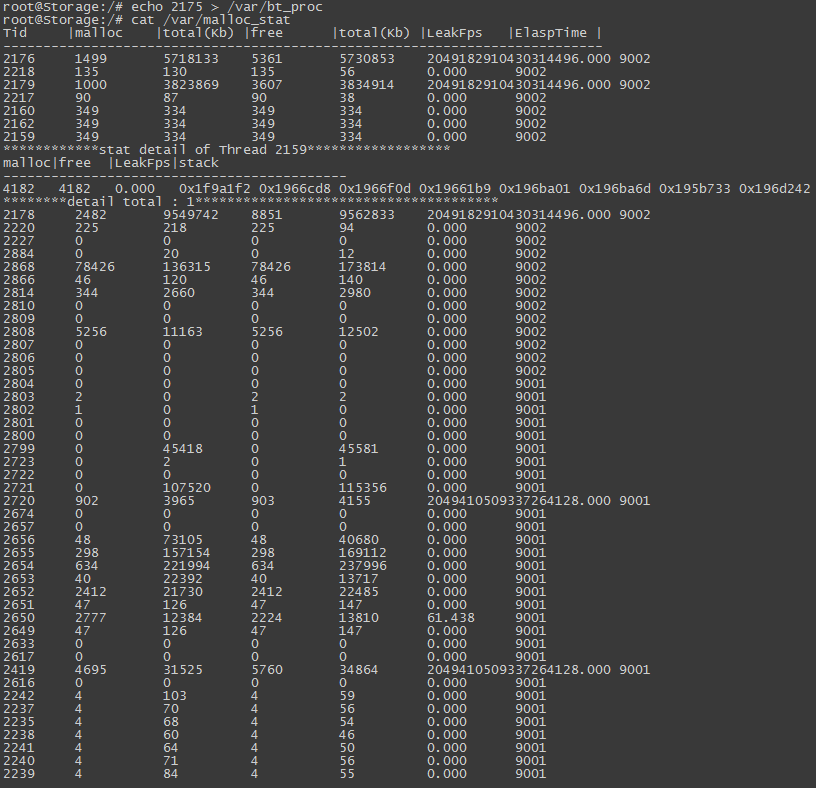 root@Storage:/# echo 2175 > /var/bt_proc
root@Storage:/# cat /var/malloc_stat
Tid |malloc |total(Kb) |free |total(Kb) |LeakFps |ElaspTime |
---------------------------------------------------------------------------
2176 1499 5718133 5361 5730853 2049182910430314496.000 9002
2218 135 130 135 56 0.000 9002
2179 1000 3823869 3607 3834914 2049182910430314496.000 9002
2217 90 87 90 38 0.000 9002
2160 349 334 349 334 0.000 9002
2162 349 334 349 334 0.000 9002
2159 349 334 349 334 0.000 9002
************stat detail of Thread 2159******************
malloc|free |LeakFps|stack
-------------------------------------------
4182 4182 0.000 0x1f9a1f2 0x1966cd8 0x1966f0d 0x19661b9 0x196ba01 0x196ba6d 0x195b733 0x196d242
********detail total : 1**************************************
2178 2482 9549742 8851 9562833 2049182910430314496.000 9002
2220 225 218 225 94 0.000 9002
2227 0 0 0 0 0.000 9002
2884 0 20 0 12 0.000 9002
2868 78426 136315 78426 173814 0.000 9002
2866 46 120 46 140 0.000 9002
2814 344 2660 344 2980 0.000 9002
2810 0 0 0 0 0.000 9002
2809 0 0 0 0 0.000 9002
2808 5256 11163 5256 12502 0.000 9002
2807 0 0 0 0 0.000 9002
2806 0 0 0 0 0.000 9002
2805 0 0 0 0 0.000 9002
2804 0 0 0 0 0.000 9001
2803 2 0 2 2 0.000 9001
2802 1 0 1 0 0.000 9001
2801 0 0 0 0 0.000 9001
2800 0 0 0 0 0.000 9001
2799 0 45418 0 45581 0.000 9001
2723 0 2 0 1 0.000 9001
2722 0 0 0 0 0.000 9001
2721 0 107520 0 115356 0.000 9001
2720 902 3965 903 4155 2049410509337264128.000 9001
2674 0 0 0 0 0.000 9001
2657 0 0 0 0 0.000 9001
2656 48 73105 48 40680 0.000 9001
2655 298 157154 298 169112 0.000 9001
2654 634 221994 634 237996 0.000 9001
2653 40 22392 40 13717 0.000 9001
2652 2412 21730 2412 22485 0.000 9001
2651 47 126 47 147 0.000 9001
2650 2777 12384 2224 13810 61.438 9001
2649 47 126 47 147 0.000 9001
2633 0 0 0 0 0.000 9001
2617 0 0 0 0 0.000 9001
2419 4695 31525 5760 34864 2049410509337264128.000 9001
2616 0 0 0 0 0.000 9001
2242 4 103 4 59 0.000 9001
2237 4 70 4 56 0.000 9001
2235 4 68 4 54 0.000 9001
2238 4 60 4 46 0.000 9001
2241 4 64 4 50 0.000 9001
2240 4 71 4 56 0.000 9001
2239 4 84 4 55 0.000 9001